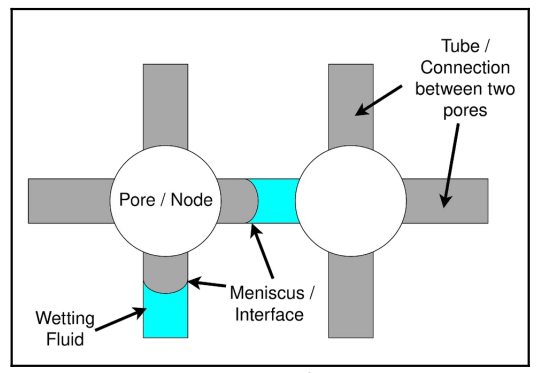 Tube /
Connection
between two
pores
Pore / Node
Meniscus /
Interface
Wetting
Fluid